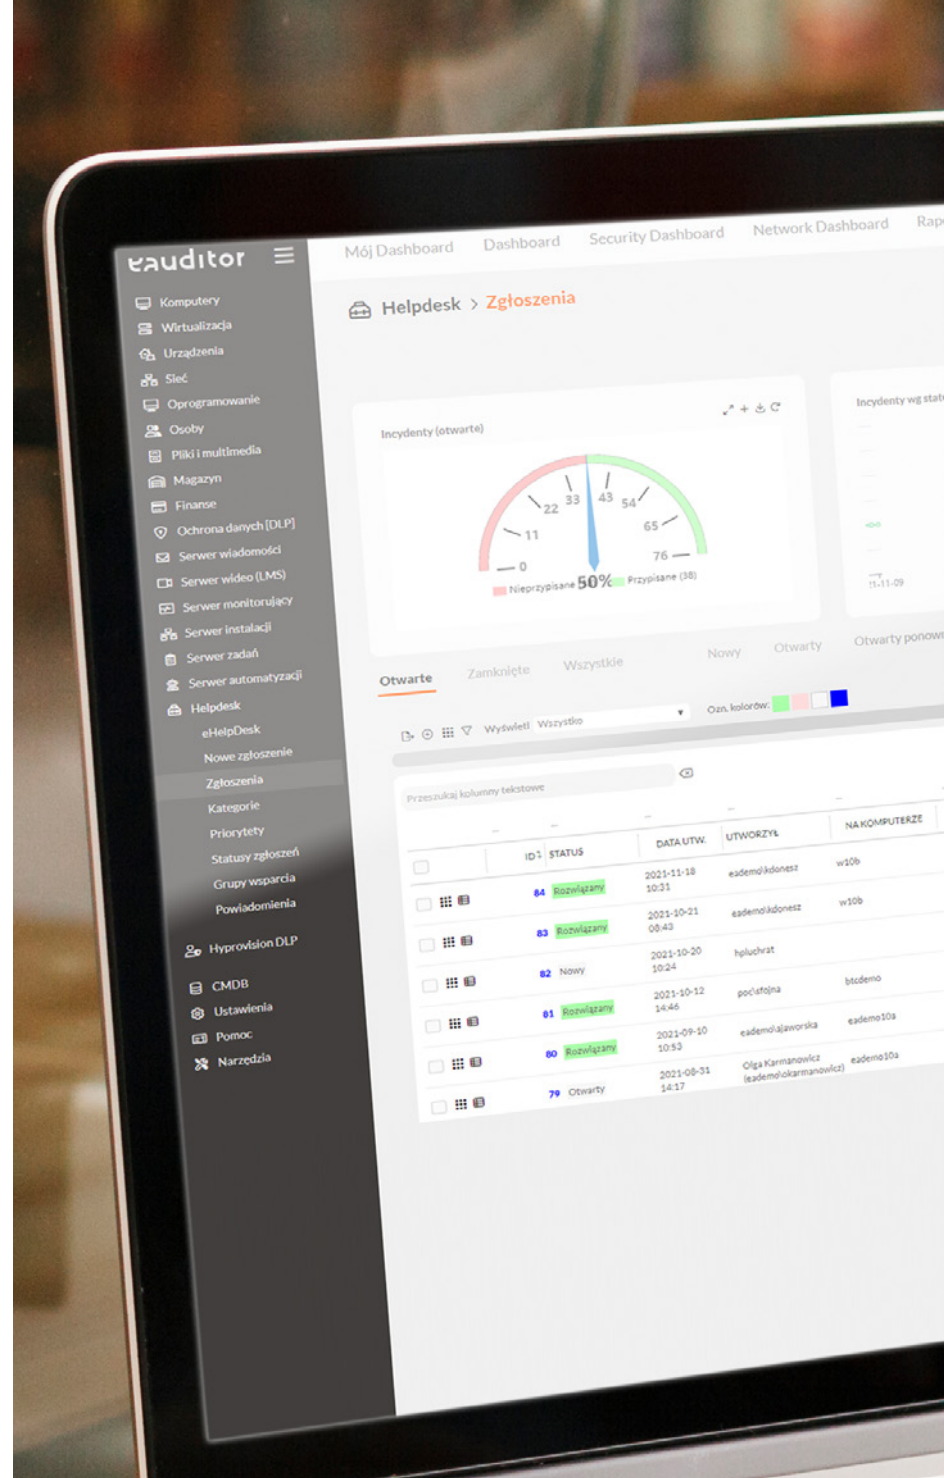 eauditor
Mój Dashboard Dashboard Security Dashboard Network Dashboard
Helpdesk > Zgłoszenia
Komputery
Wirtualizacja
Urządzenia
Sieć
Oprogramowanie
Osoby
Pliki i multimedia
Magazyn
Finanse
Ochrona danych [DLP]
Serwer wiadomości
Serwer wideo (LMS)
Serwer monitorujący
Serwer instalacji
Serwer zadań
Serwer automatyzacji
Helpdesk
eHelpDesk
Nowe zgłoszenie
Zgłoszenia
Kategorie
Priorytety
Statusy zgłoszeń
Grupy wsparcia
Powiadomienia
Hyprovision DLP
CMDB
Ustawienia
Pomoc
Narzędzia
Incydenty (otwarte)
0 11 22 33 43 54 65 76
Nieprzypisane 50% Przypisane (38)
Incydenty wg
11-09
Otwarte Zamknięte Wszystkie Nowy Otwarty Otwarty
Wyświetl Wszystko Ozn. kolorów:
Przeszukaj kolumny tekstowe
ID STATUS DATA UTW. UTWORZYŁ NA KOMPUTERZE
84 Rozwiązany 2021-11-18 10:31 eademo\kdonesz w10b
83 Rozwiązany 2021-10-21 08:43 eademo\kdonesz w10b
82 Nowy 2021-10-20 10:24 hpluchrat
81 Rozwiązany 2021-10-12 14:46 poc\sfojna btcdemo
80 Rozwiązany 2021-09-10 10:53 eademo\ajaworska eademo10a
79 Otwarty 2021-08-31 14:17 Olga Karmanowicz (eademo\okarmanowicz) eademo10a